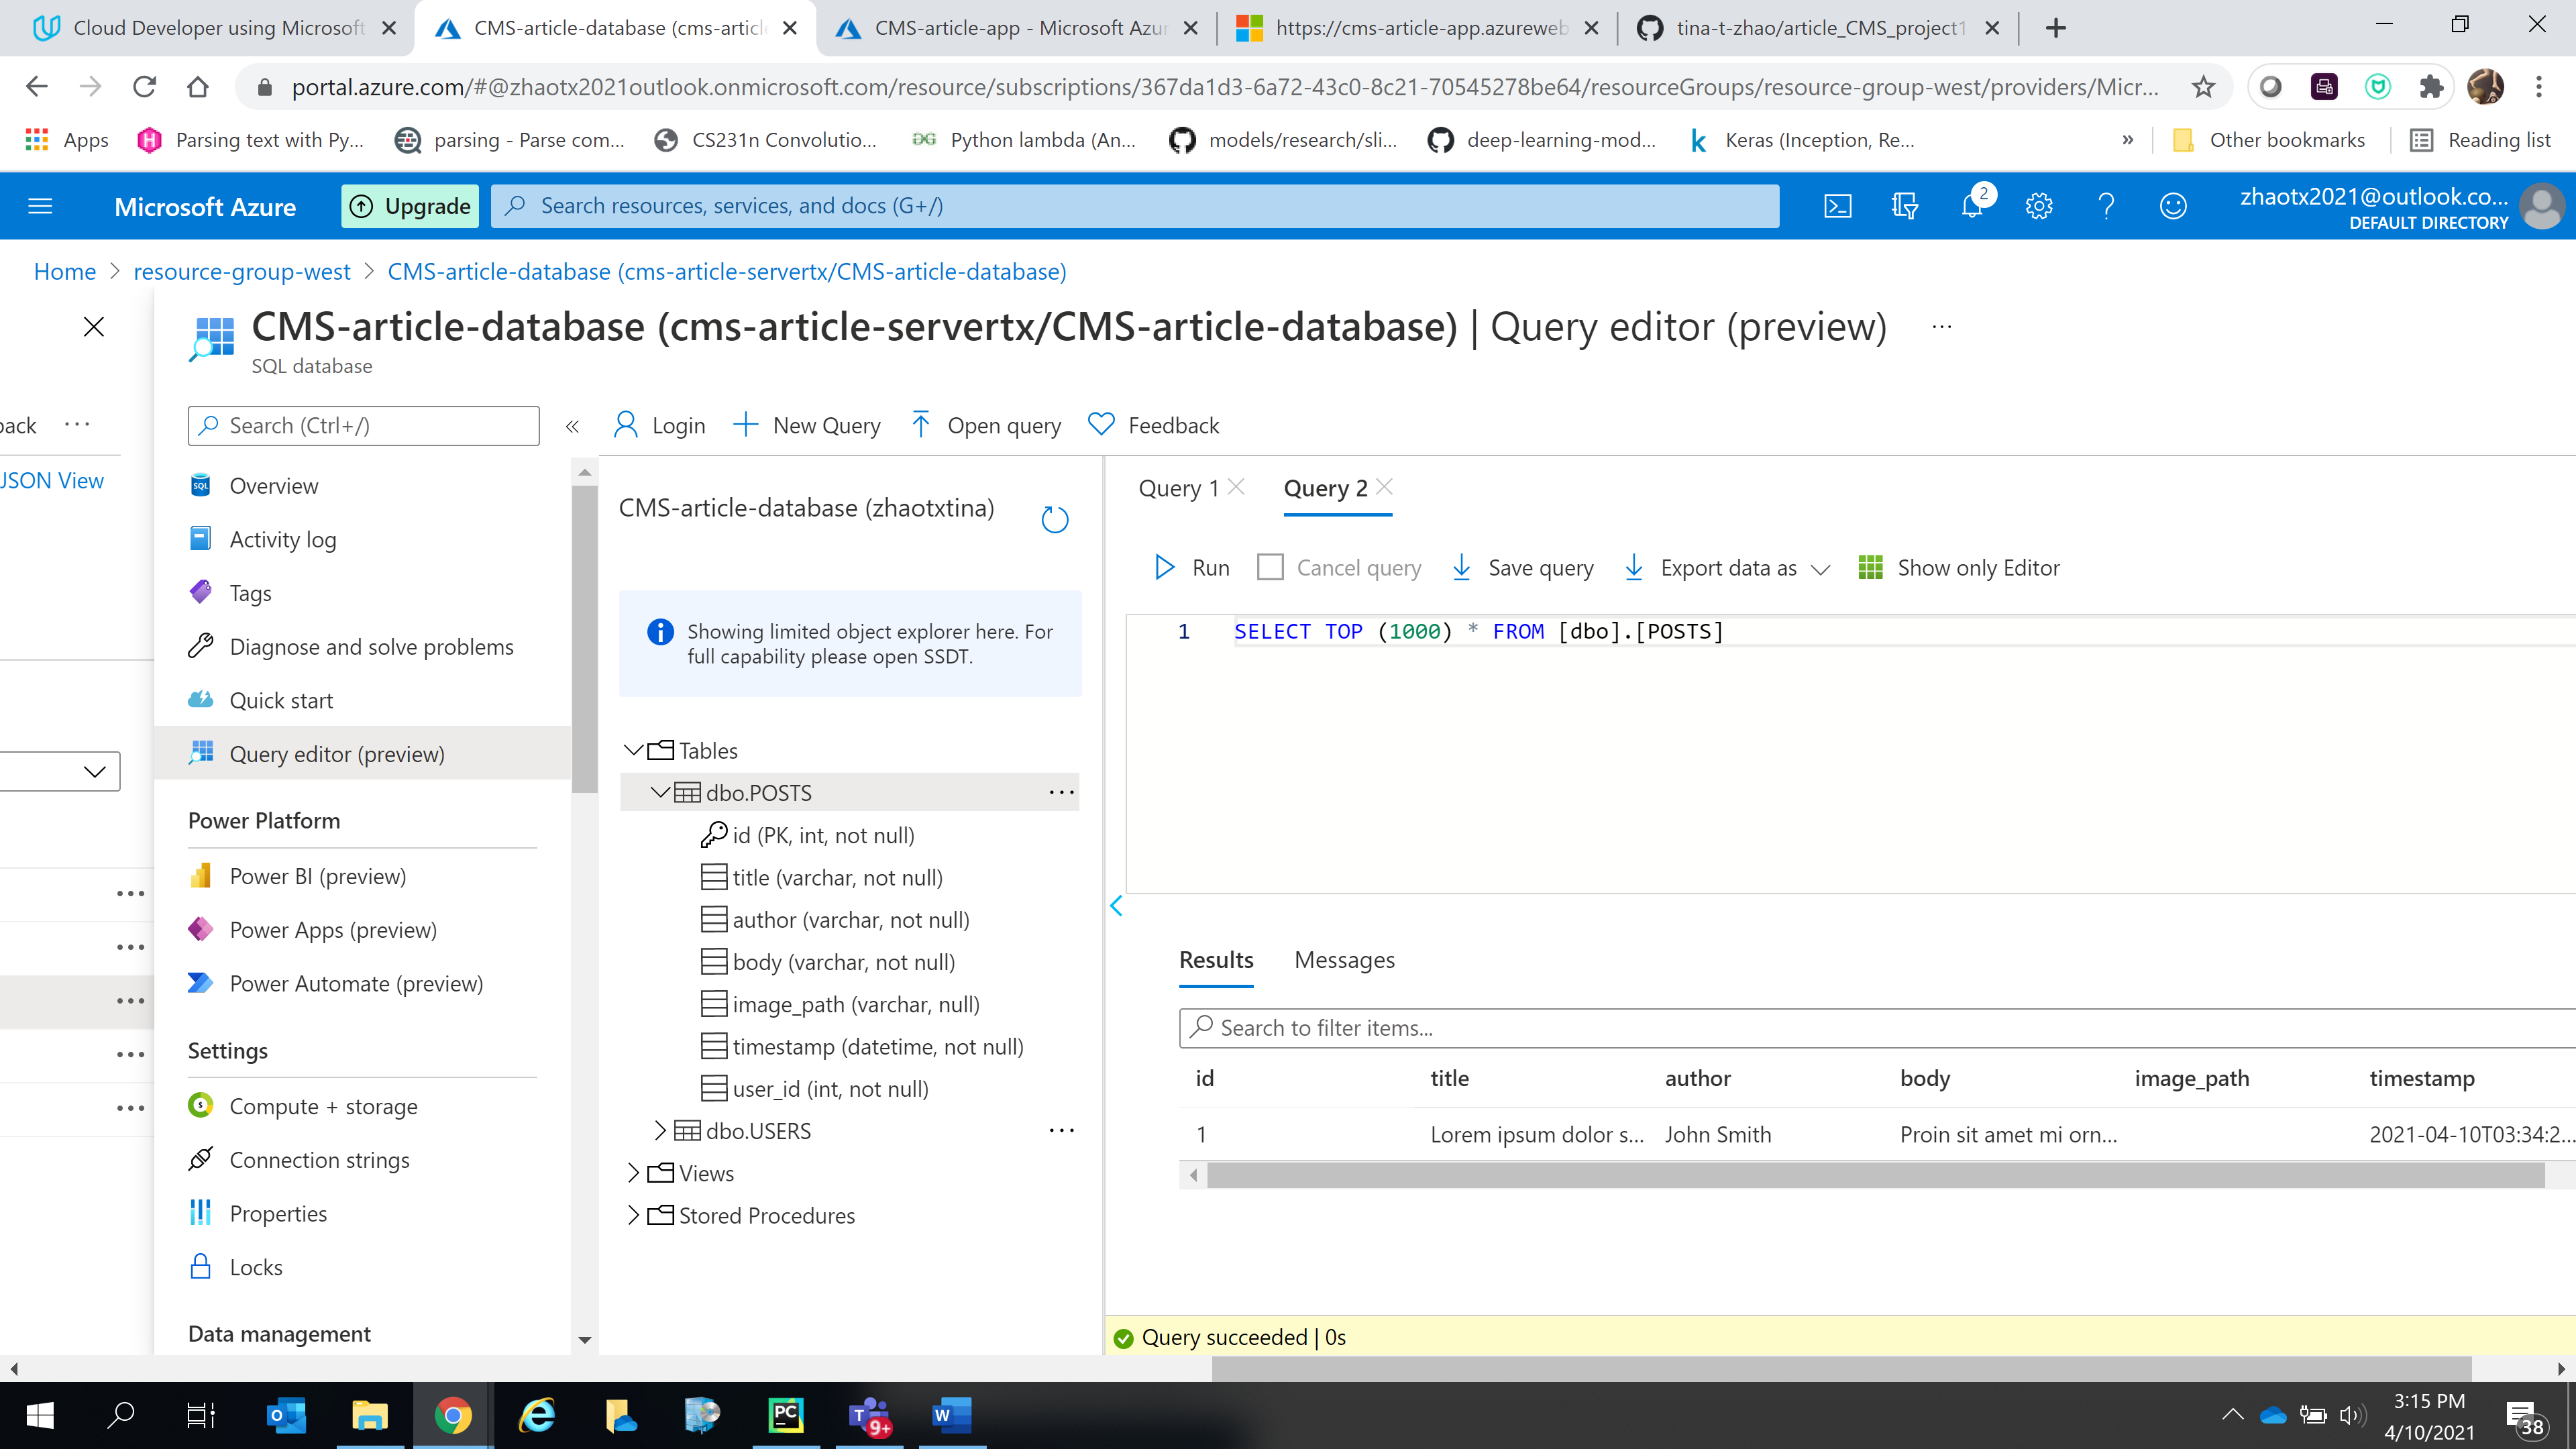 Cloud Developer using Microsoft
CMS-article-database (cms-article
CMS-article-app - Microsoft Azur
https://cms-article-app.azureweb
tina-t-zhao/article_CMS_project1
portal.azure.com/#@zhaotx2021outlook.onmicrosoft.com/resource/subscriptions/367da1d3-6a72-43c0-8c21-70545278be64/resourceGroups/resource-group-west/providers/Micr...
Apps
Parsing text with Py...
parsing - Parse com...
CS231n Convolutio...
Python lambda (An...
models/research/sli...
deep-learning-mod...
Keras (Inception, Re...
»
Other bookmarks
Reading list
Microsoft Azure
Upgrade
Search resources, services, and docs (G+/)
2
zhaotx2021@outlook.co...
DEFAULT DIRECTORY
Home > resource-group-west > CMS-article-database (cms-article-servertx/CMS-article-database)
CMS-article-database (cms-article-servertx/CMS-article-database) | Query editor (preview) ...
SQL database
back ...
JSON View
Search (Ctrl+/)
«
Login
New Query
Open query
Feedback
Overview
Activity log
Tags
Diagnose and solve problems
Quick start
Query editor (preview)
Power Platform
Power BI (preview)
Power Apps (preview)
Power Automate (preview)
Settings
Compute + storage
Connection strings
Properties
Locks
Data management
CMS-article-database (zhaotxtina)
Showing limited object explorer here. For
full capability please open SSDT.
Tables
dbo.POSTS ...
id (PK, int, not null)
title (varchar, not null)
author (varchar, not null)
body (varchar, not null)
image_path (varchar, null)
timestamp (datetime, not null)
user_id (int, not null)
dbo.USERS ...
Views
Stored Procedures
Query 1
Query 2
Run
Cancel query
Save query
Export data as
Show only Editor
1 SELECT TOP (1000) * FROM [dbo].[POSTS]
Results
Messages
Search to filter items...
id title author body image_path timestamp
1 Lorem ipsum dolor s... John Smith Proin sit amet mi orn... 2021-04-10T03:34:2...
Query succeeded | 0s
9+
3:15 PM
4/10/2021
38